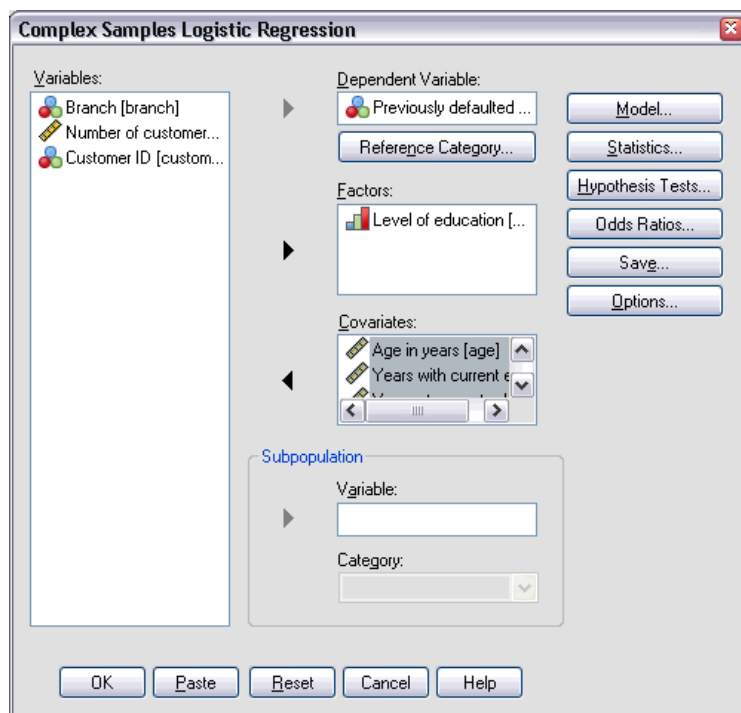 Complex Samples Logistic Regression
Variables:
Branch [branch]
Number of customer...
Customer ID [custom...
Dependent Variable:
Previously defaulted ...
Reference Category...
Factors:
Level of education [...
Covariates:
Age in years [age]
Years with current e
Subpopulation
Variable:
Category:
Model...
Statistics...
Hypothesis Tests...
Odds Ratios...
Save...
Options...
OK
Paste
Reset
Cancel
Help